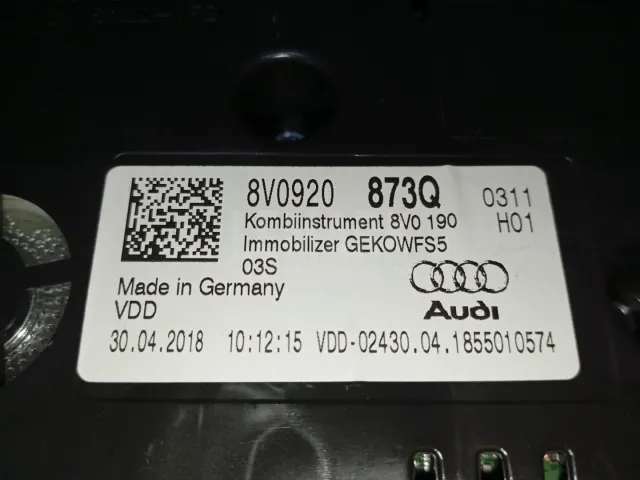 8V0920 873Q 0311
Kombiinstrument 8V0 190 H01
Immobilizer GEKOWFS5
03S
Made in Germany
VDD Audi
30.04.2018 10:12:15 VDD-02430.04.1855010574